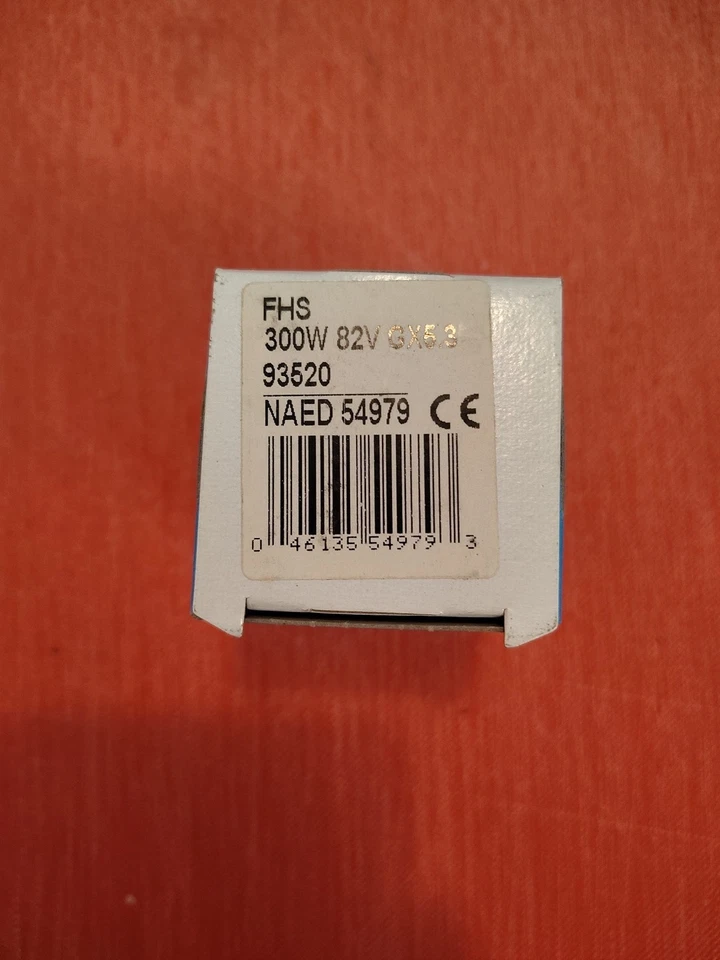 FHS
300W 82V GX5.3
93520
NAED 54979 CE
0 46135 54979 3